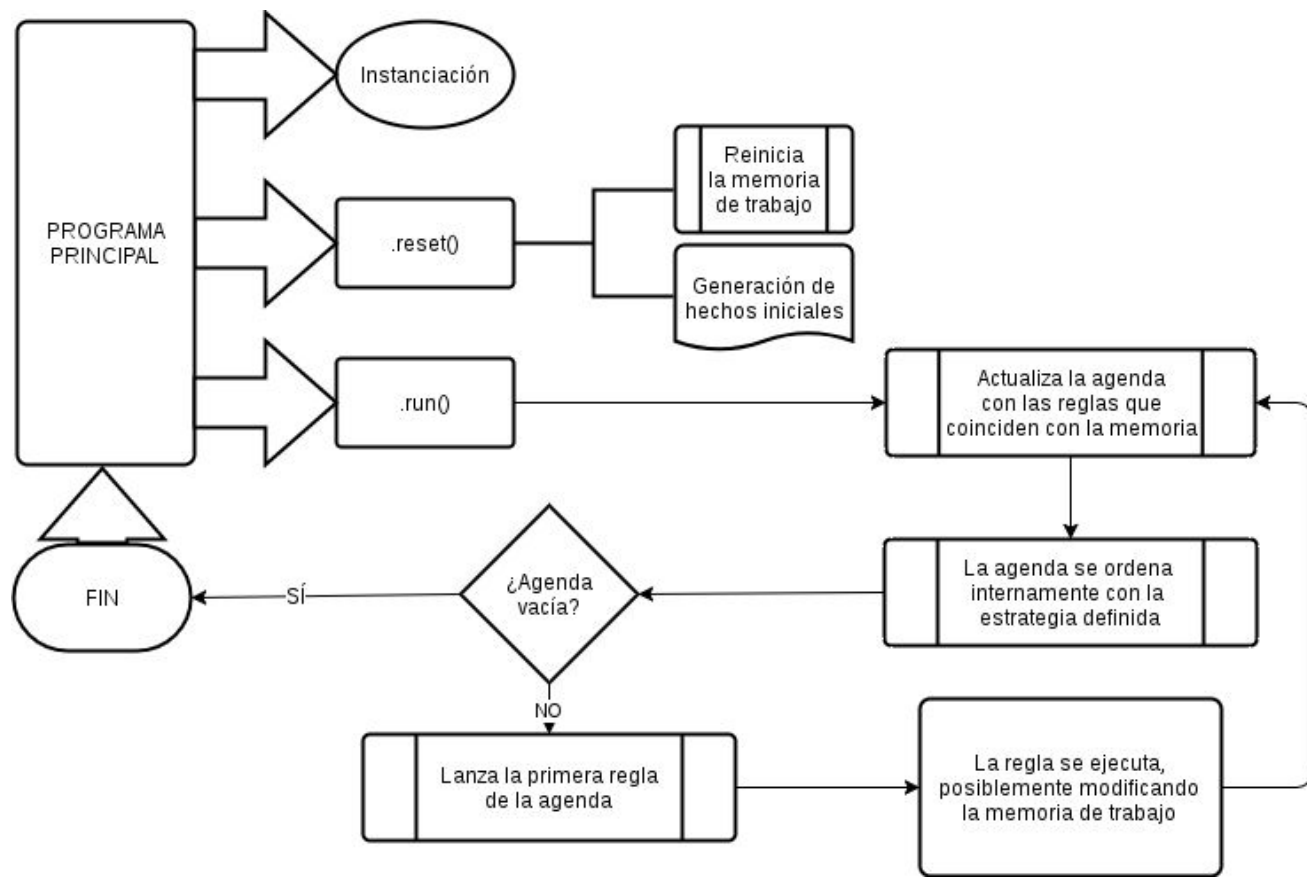 Instanciación
PROGRAMA
PRINCIPAL
.reset()
Reinicia
la memoria
de trabajo
Generación de
hechos iniciales
.run()
Actualiza la agenda
con las reglas que
coinciden con la memoria
La agenda se ordena
internamente con la
estrategia definida
¿Agenda
vacía?
SÍ
FIN
NO
Lanza la primera regla
de la agenda
La regla se ejecuta,
posiblemente modificando
la memoria de trabajo